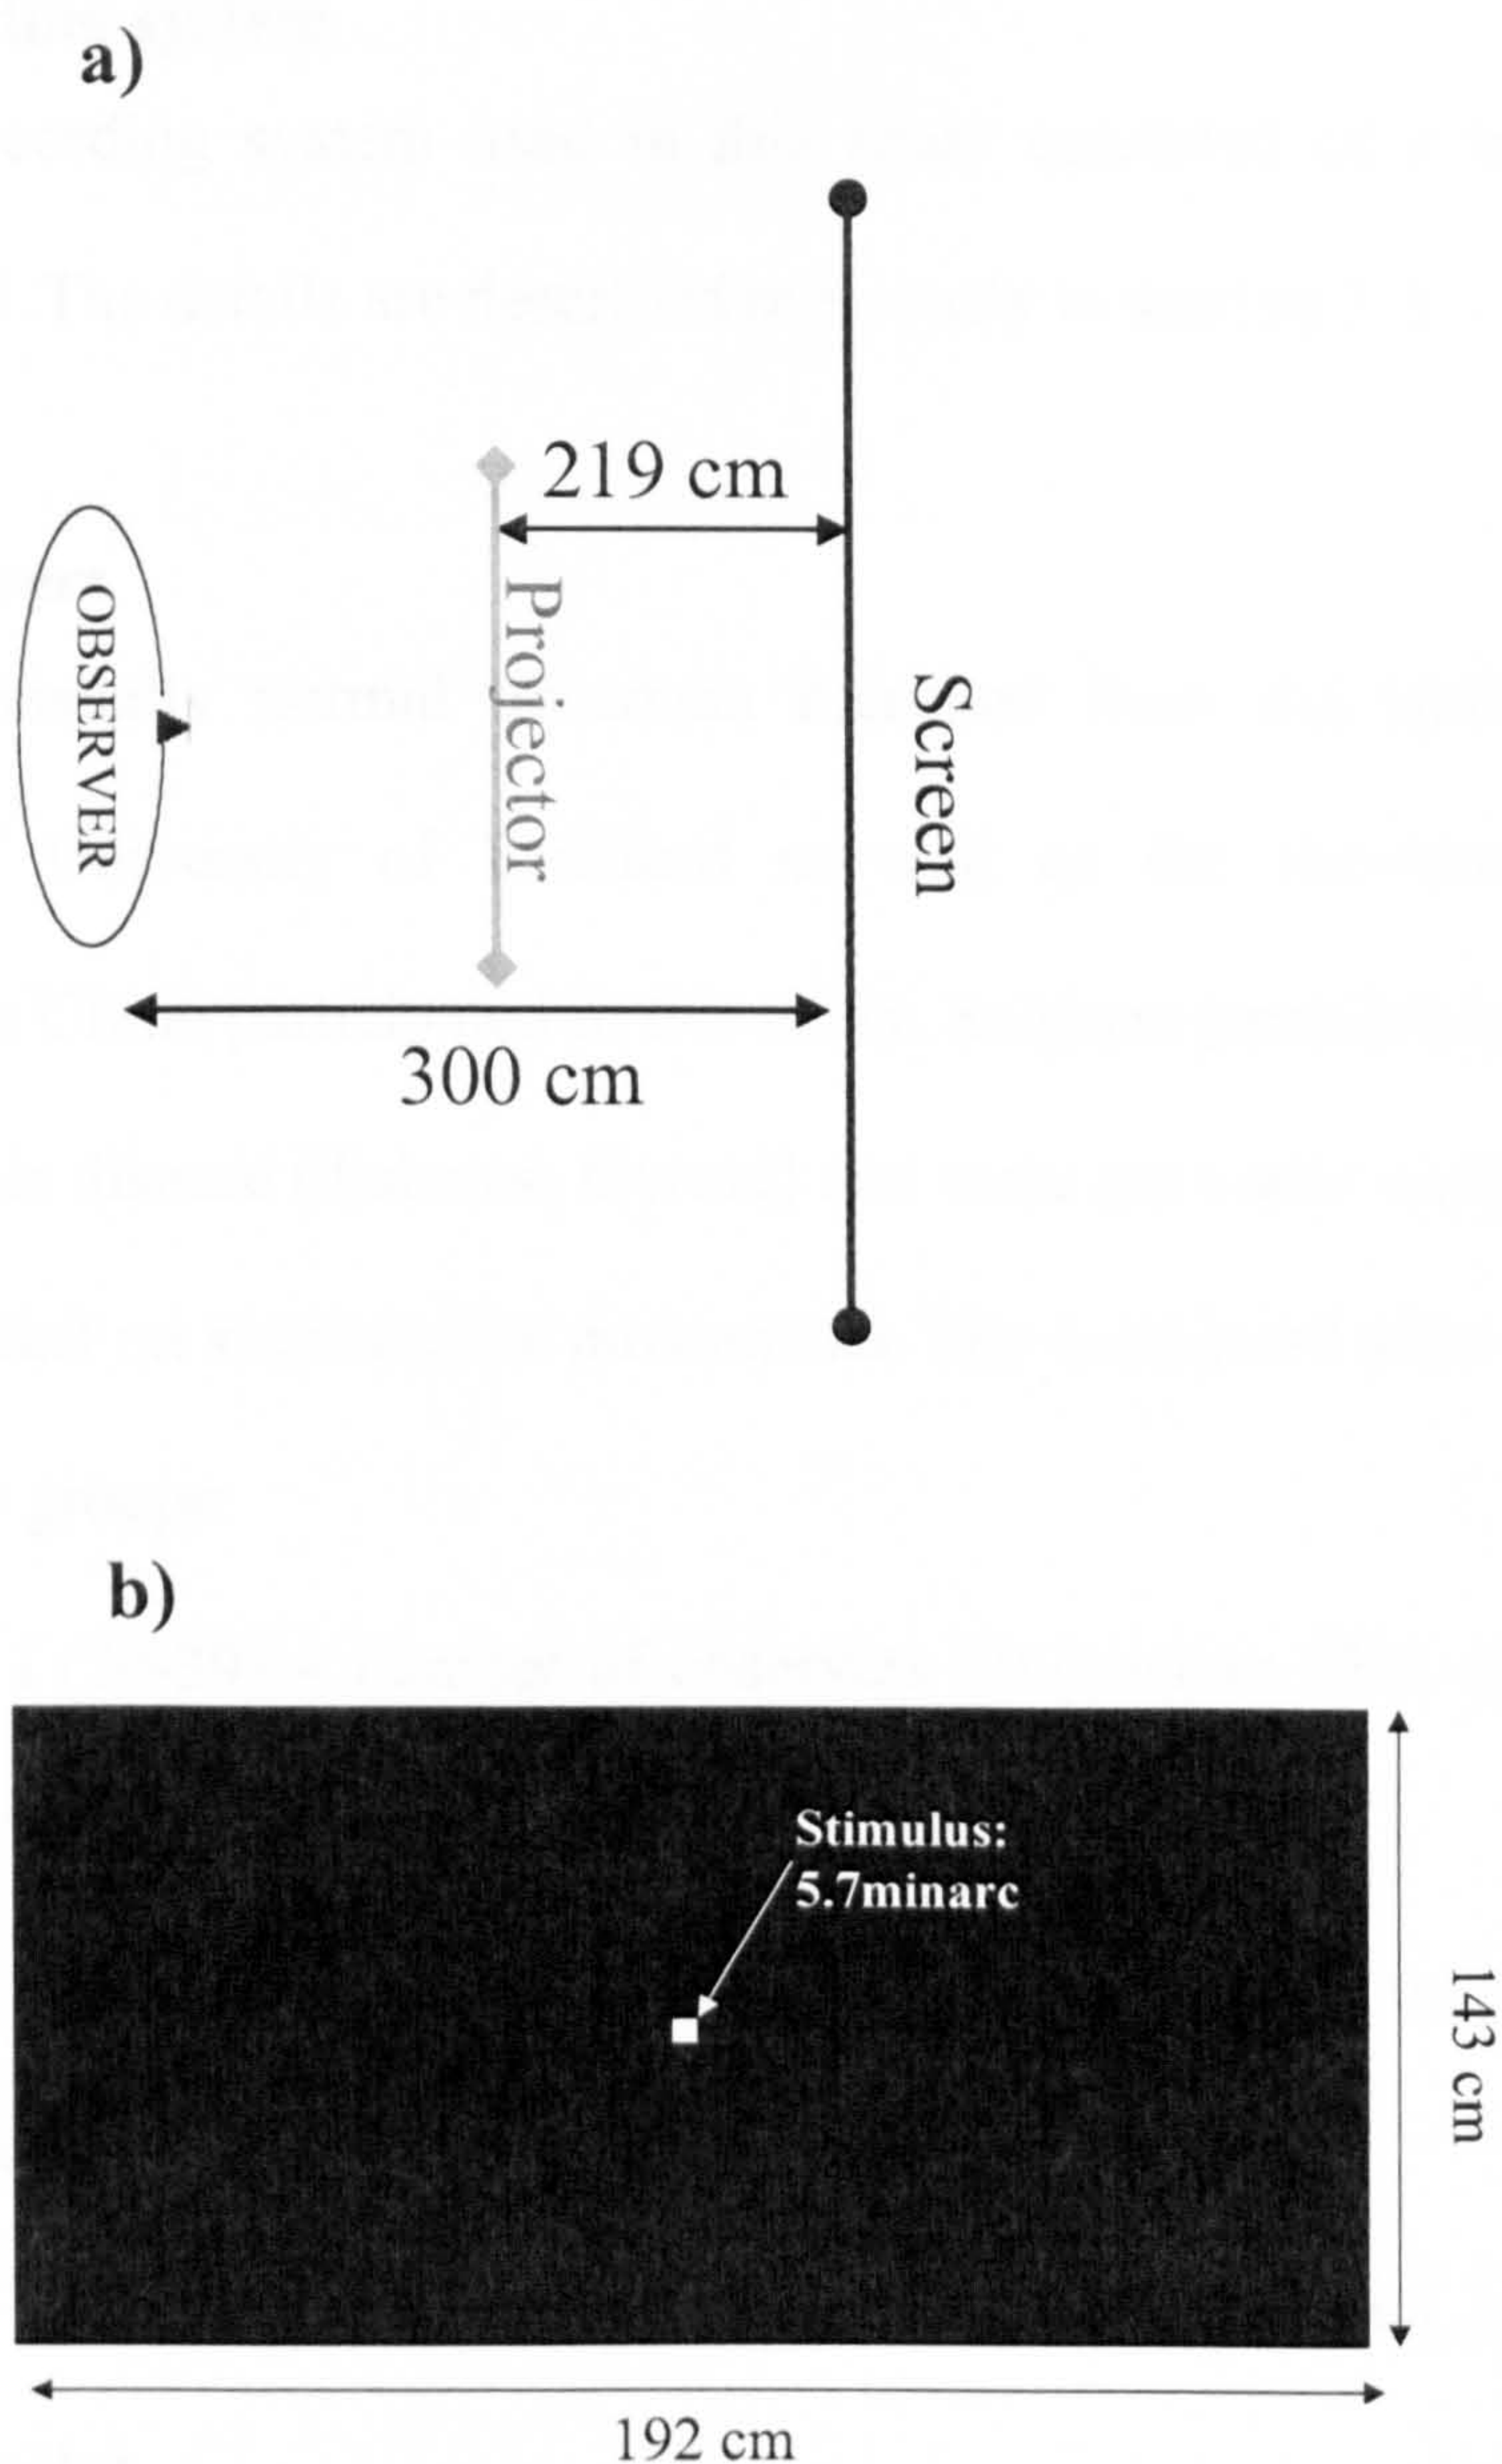 a)
219 cm
Projector
Screen
OBSERVER
300 cm
b)
Stimulus:
5.7minarc
143 cm
192 cm